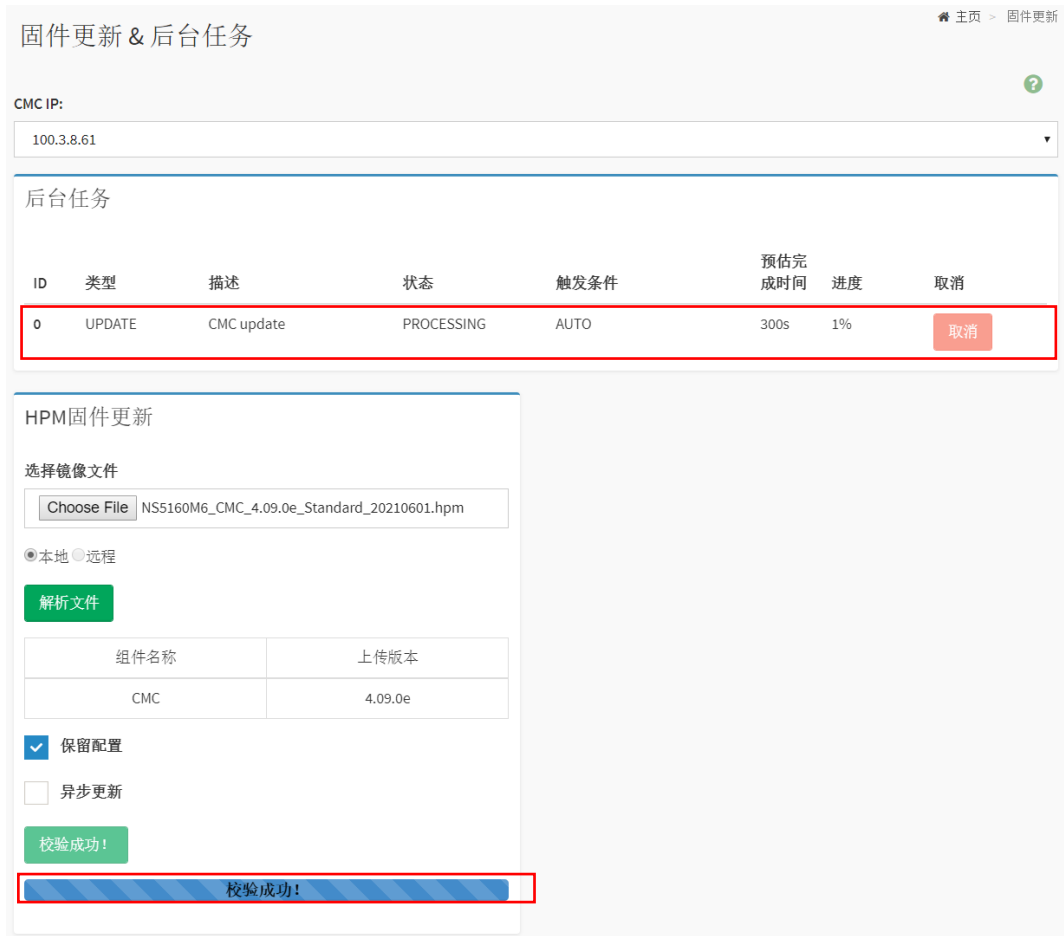 主页 > 固件更新
固件更新 & 后台任务
CMC IP:
100.3.8.61
后台任务
ID 类型 描述 状态 触发条件 预估完成时间 进度 取消
0 UPDATE CMC update PROCESSING AUTO 300s 1% 取消
HPM固件更新
选择镜像文件
Choose File NS5160M6_CMC_4.09.0e_Standard_20210601.hpm
本地 远程
解析文件
组件名称 上传版本
CMC 4.09.0e
保留配置
异步更新
校验成功!
校验成功!